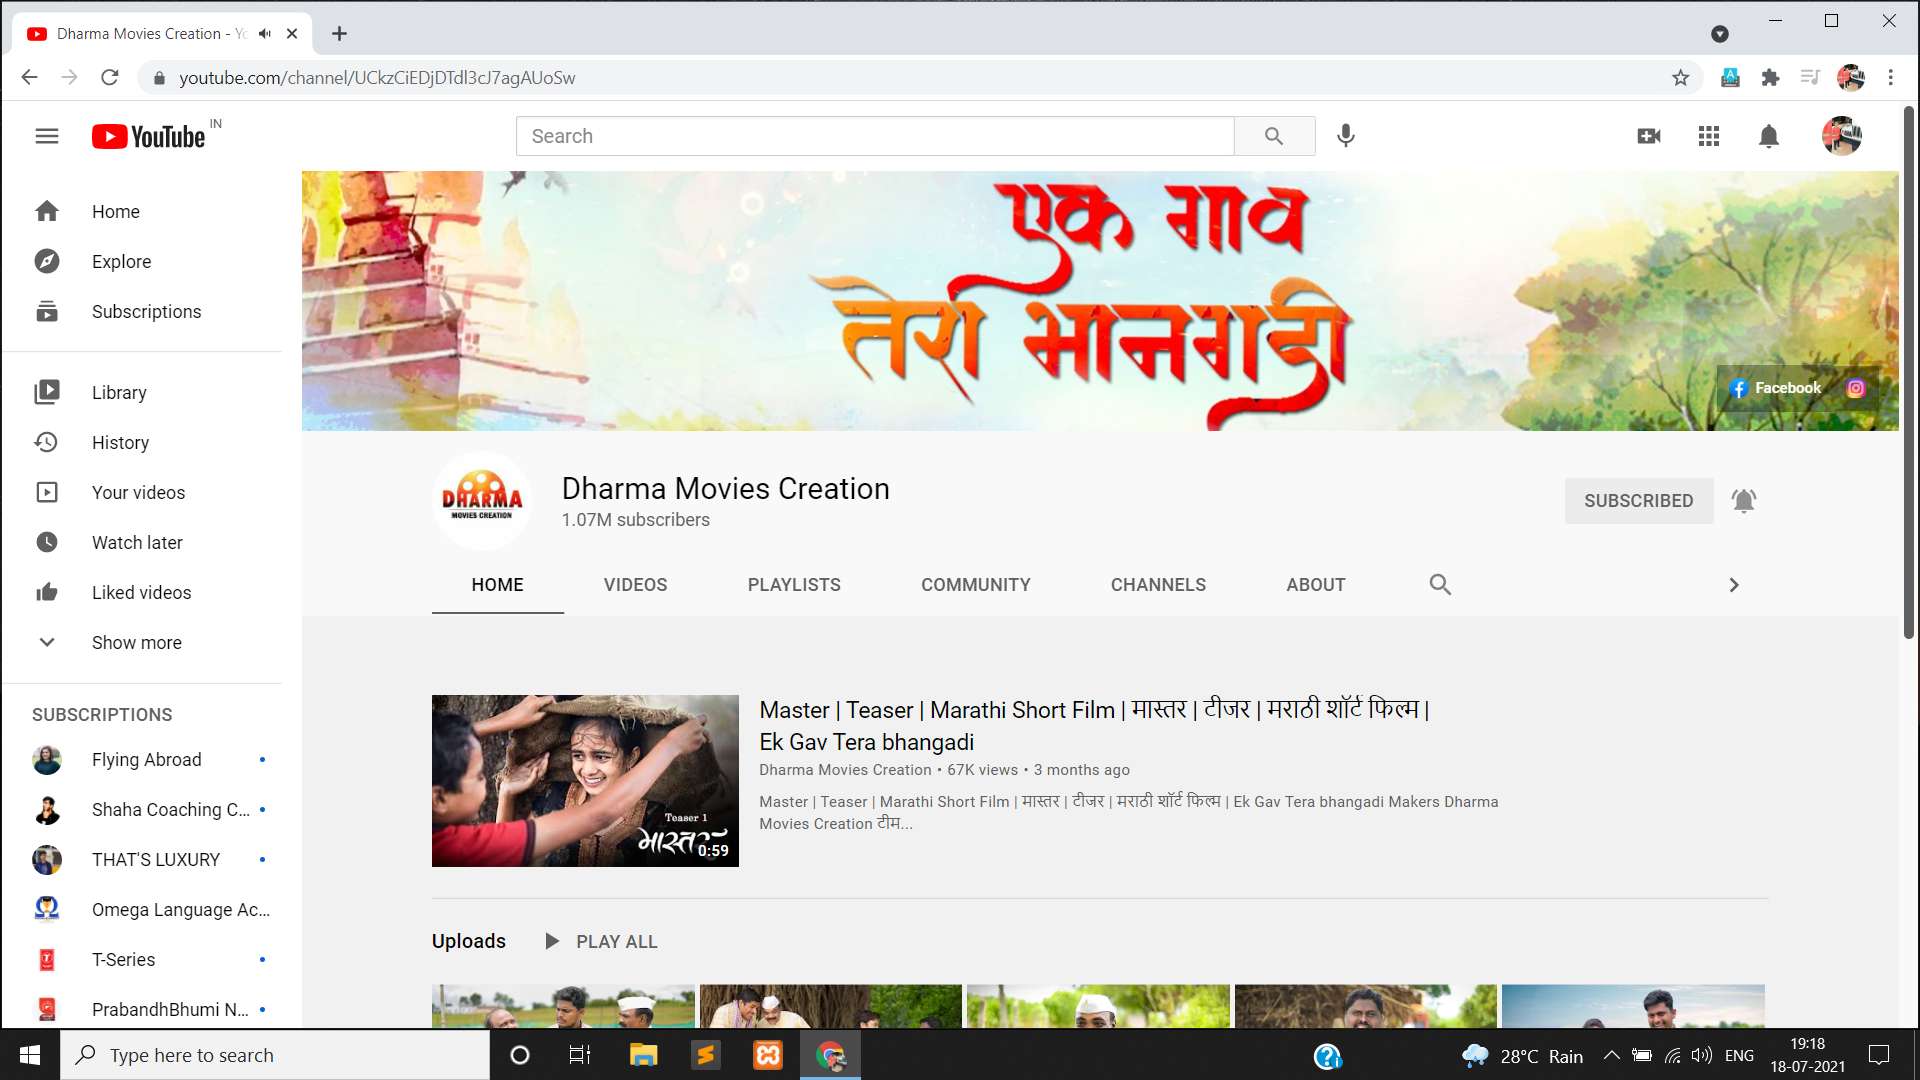 Dharma Movies Creation - Yo
youtube.com/channel/UCkzCiEDjDTdl3cJ7agAUoSw
YouTube IN
Search
Home
Explore
Subscriptions
Library
History
Your videos
Watch later
Liked videos
Show more
SUBSCRIPTIONS
Flying Abroad
Shaha Coaching C...
THAT'S LUXURY
Omega Language Ac...
T-Series
PrabandhBhumi N...
एक गाव
तेरा भानगडी
Facebook
DHARMA
MOVIES CREATION
Dharma Movies Creation
1.07M subscribers
SUBSCRIBED
HOME VIDEOS PLAYLISTS COMMUNITY CHANNELS ABOUT
Teaser 1
मास्तर
0:59
Master | Teaser | Marathi Short Film | मास्तर | टीजर | मराठी शॉर्ट फिल्म |
Ek Gav Tera bhangadi
Dharma Movies Creation • 67K views • 3 months ago
Master | Teaser | Marathi Short Film | मास्तर | टीजर | मराठी शॉर्ट फिल्म | Ek Gav Tera bhangadi Makers Dharma
Movies Creation टीम...
Uploads PLAY ALL
Type here to search
28°C Rain
ENG
19:18
18-07-2021